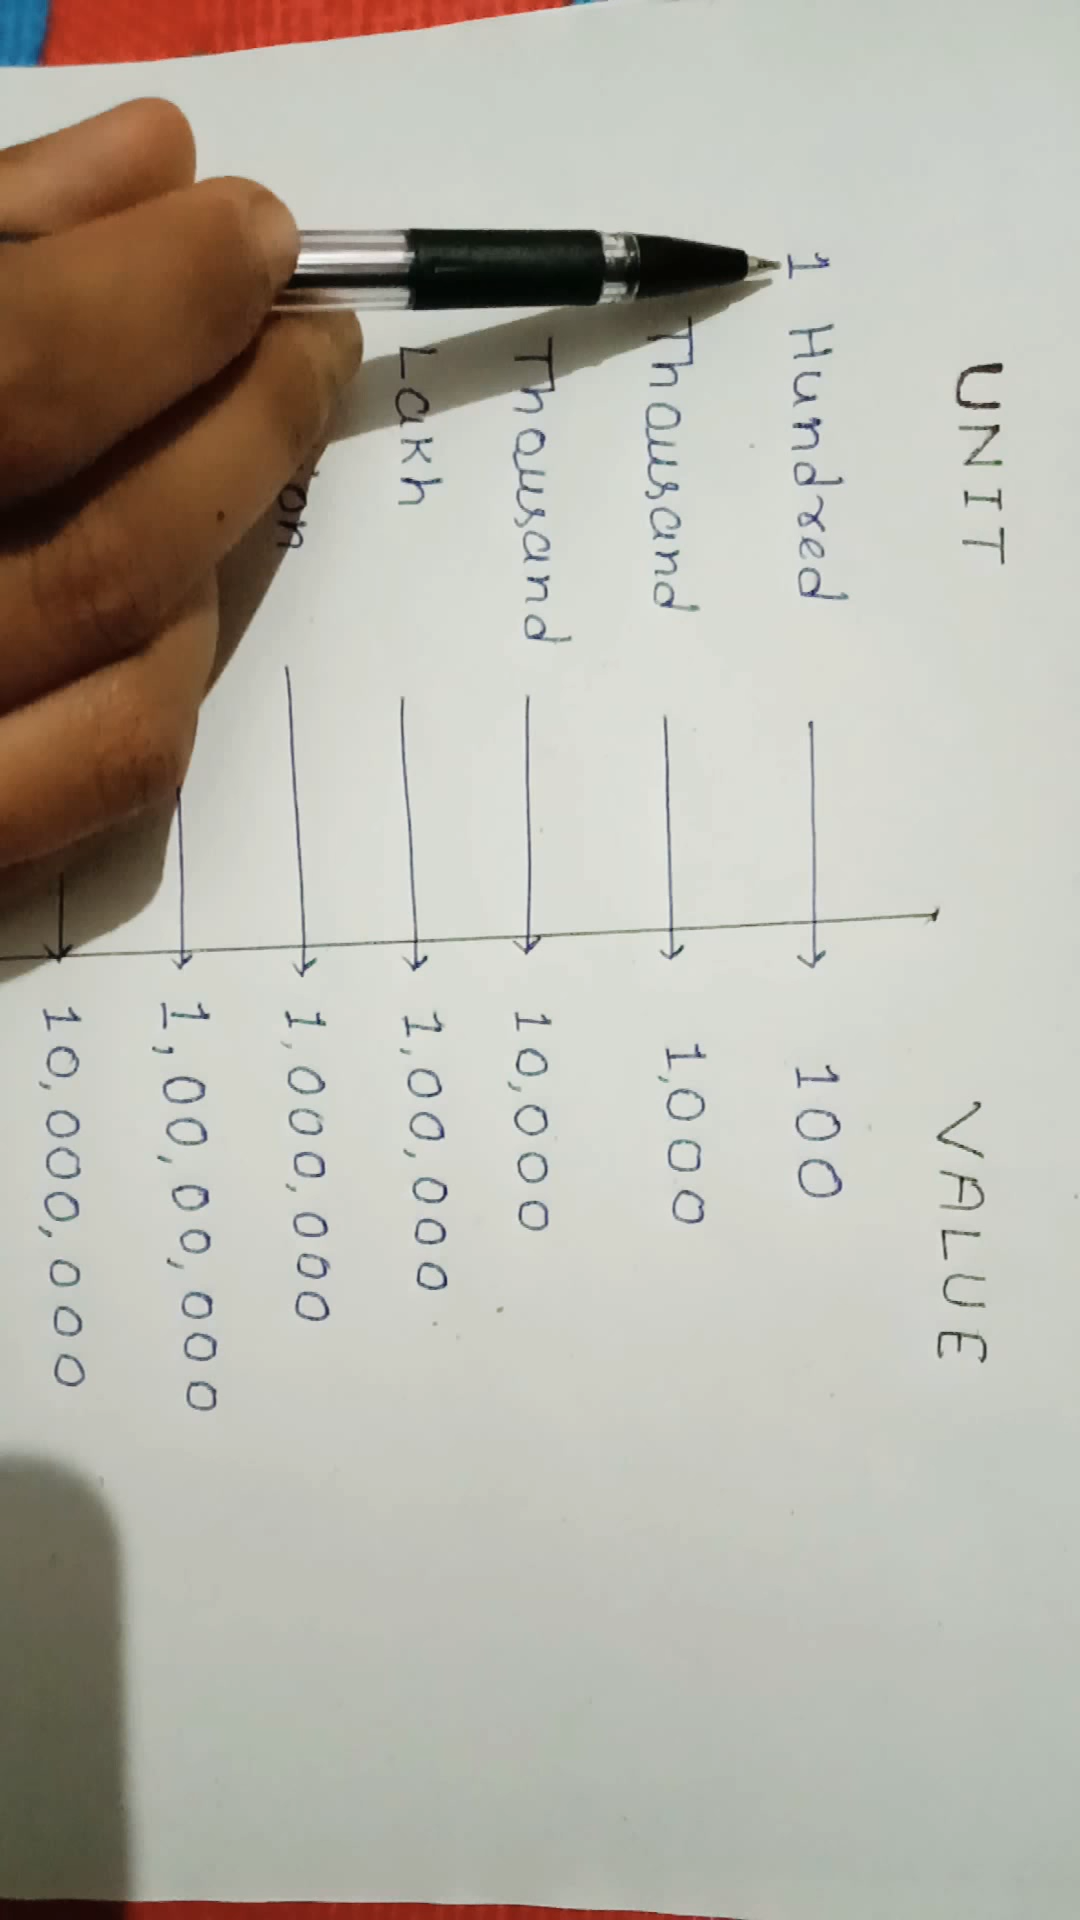 UNIT VALUE
1 Hundred 100
Thousand 1,000
Thousand 10,000
Lakh 1,00,000
1,000,000
1,00,00,000
10,000,000